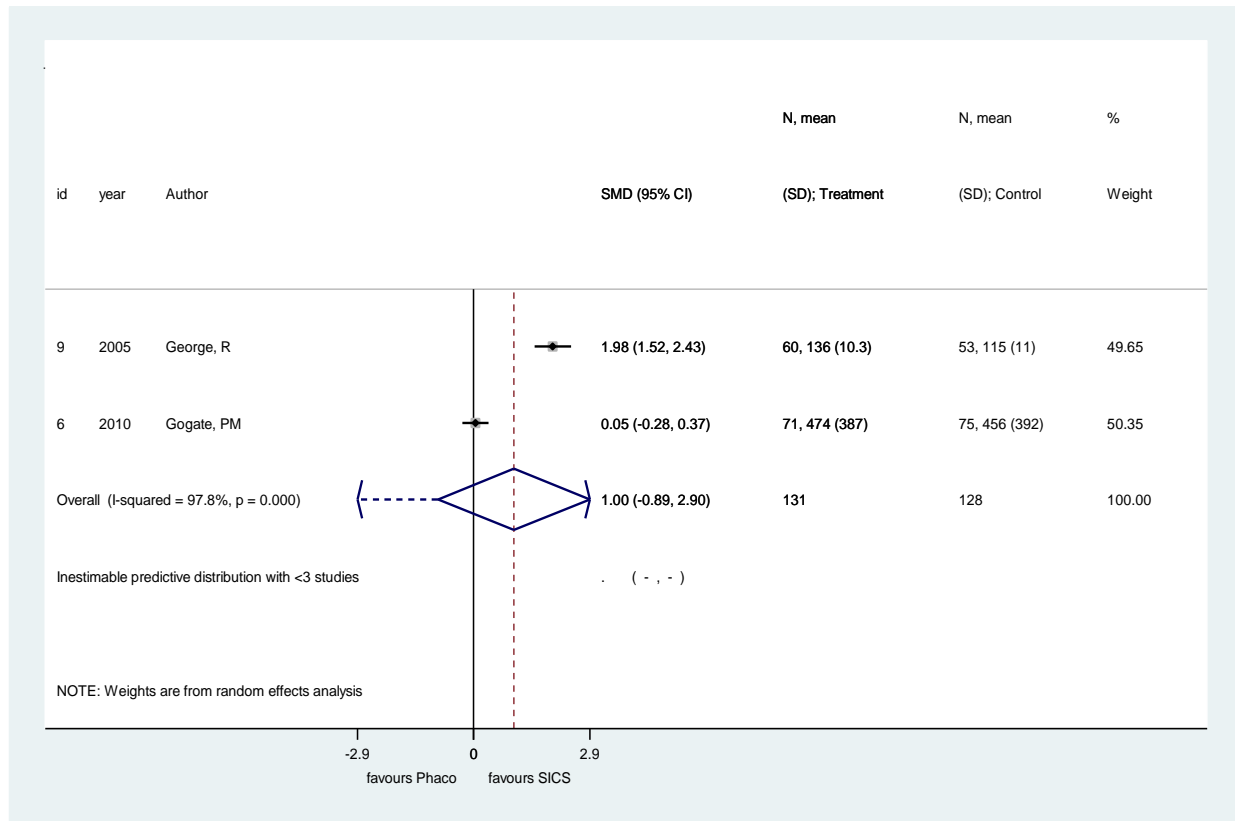 N, mean N, mean %
id year Author SMD (95% CI) (SD); Treatment (SD); Control Weight
9 2005 George, R 1.98 (1.52, 2.43) 60, 136 (10.3) 53, 115 (11) 49.65
6 2010 Gogate, PM 0.05 (-0.28, 0.37) 71, 474 (387) 75, 456 (392) 50.35
Overall (I-squared = 97.8%, p = 0.000) 1.00 (-0.89, 2.90) 131 128 100.00
Inestimable predictive distribution with <3 studies . ( - , - )
NOTE: Weights are from random effects analysis
-2.9 0 2.9
favours Phaco favours SICS